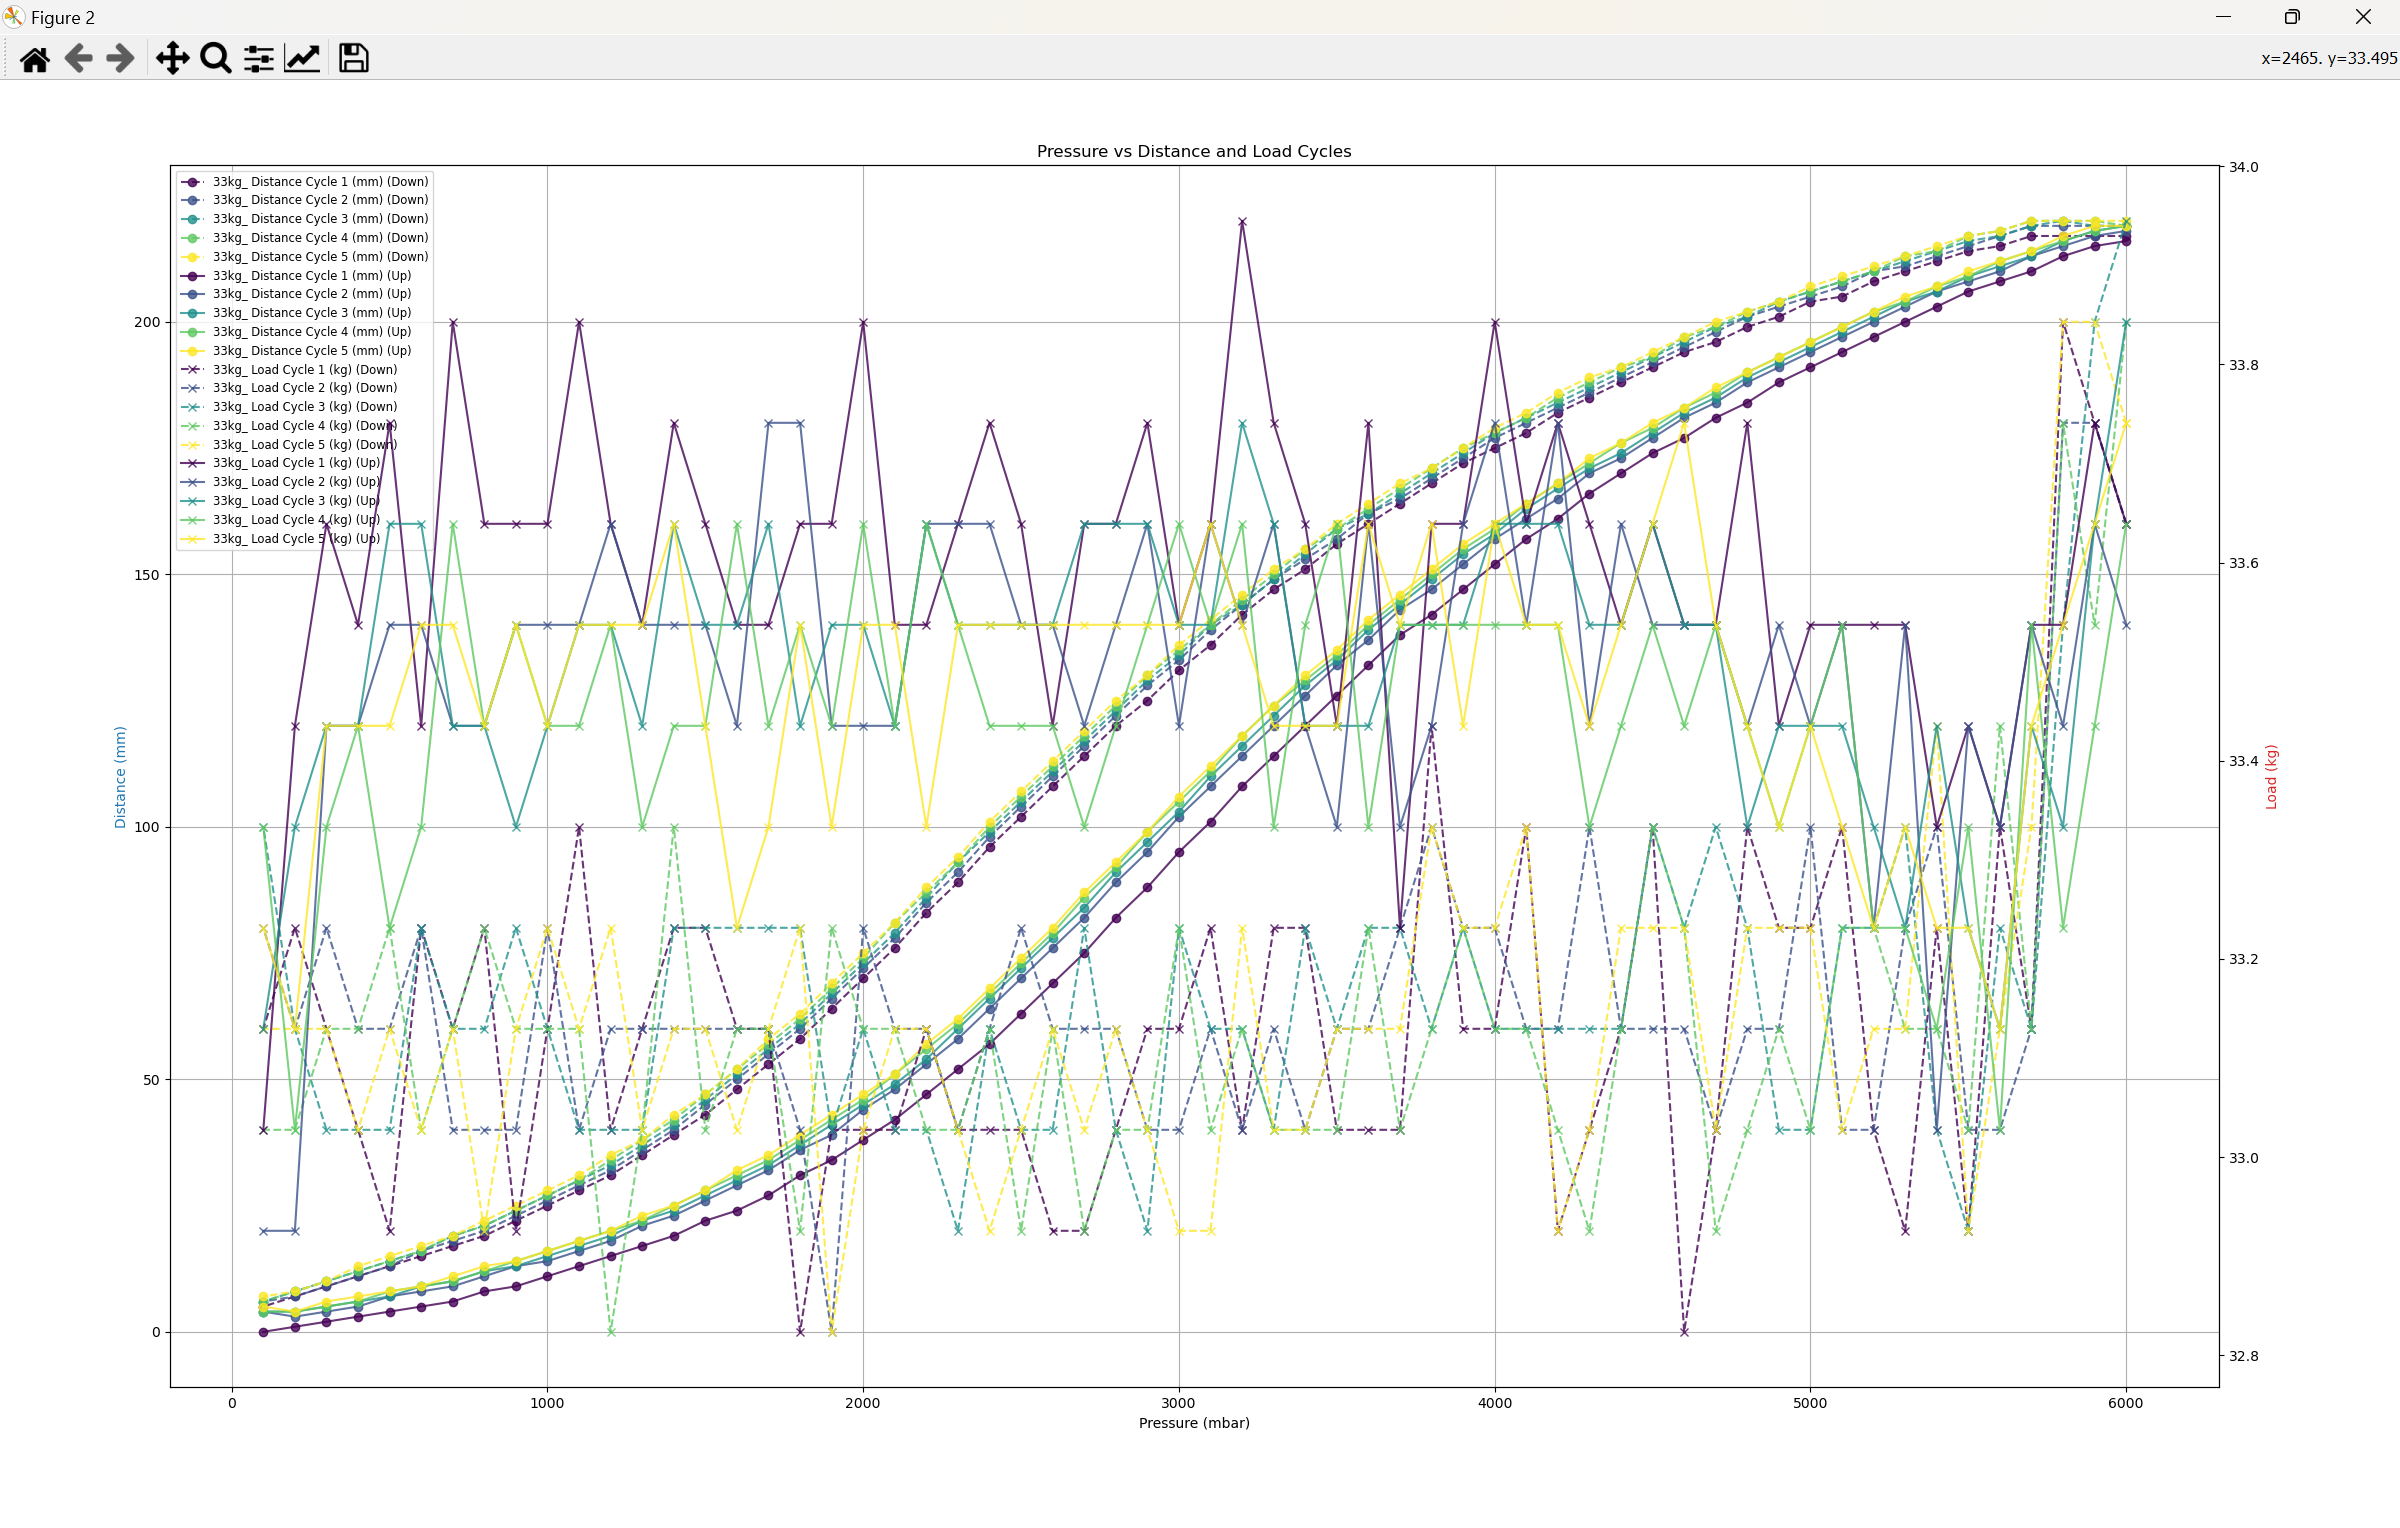 Figure 2
x=2465. y=33.495
Pressure vs Distance and Load Cycles
33kg_ Distance Cycle 1 (mm) (Down)
33kg_ Distance Cycle 2 (mm) (Down)
33kg_ Distance Cycle 3 (mm) (Down)
33kg_ Distance Cycle 4 (mm) (Down)
33kg_ Distance Cycle 5 (mm) (Down)
33kg_ Distance Cycle 1 (mm) (Up)
33kg_ Distance Cycle 2 (mm) (Up)
33kg_ Distance Cycle 3 (mm) (Up)
33kg_ Distance Cycle 4 (mm) (Up)
33kg_ Distance Cycle 5 (mm) (Up)
33kg_ Load Cycle 1 (kg) (Down)
33kg_ Load Cycle 2 (kg) (Down)
33kg_ Load Cycle 3 (kg) (Down)
33kg_ Load Cycle 4 (kg) (Down)
33kg_ Load Cycle 5 (kg) (Down)
33kg_ Load Cycle 1 (kg) (Up)
33kg_ Load Cycle 2 (kg) (Up)
33kg_ Load Cycle 3 (kg) (Up)
33kg_ Load Cycle 4 (kg) (Up)
33kg_ Load Cycle 5 (kg) (Up)
Distance (mm)
200
150
100
50
0
34.0
33.8
33.6
33.4
33.2
33.0
32.8
Load (kg)
0 1000 2000 3000 4000 5000 6000
Pressure (mbar)